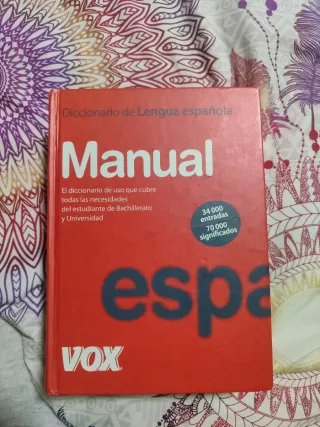 Diccionario de Lengua española
Manual
El diccionario de uso que cubre
todas las necesidades
del estudiante de Bachillerato
y Universidad
34 000
entradas
70 000
significados
espa
VOX